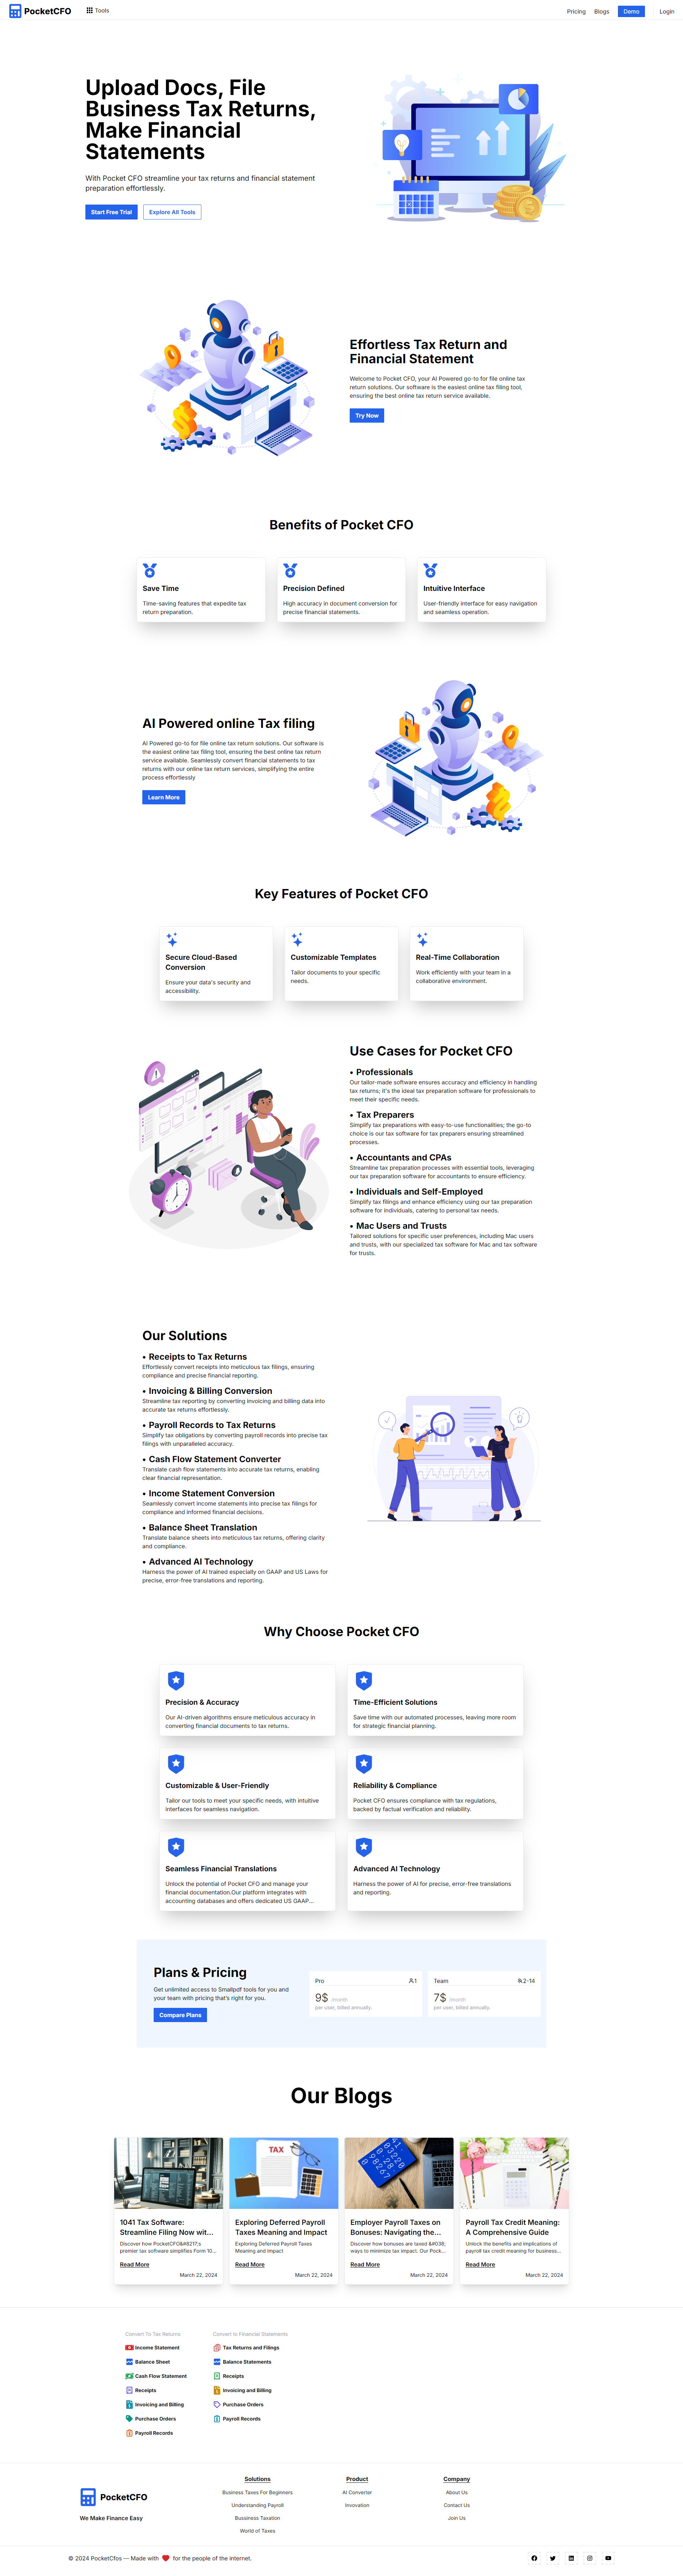 PocketCFO
Tools
Pricing
Blogs
Demo
Login
Upload Docs, File
Business Tax Returns,
Make Financial
Statements
With Pocket CFO streamline your tax returns and financial statement
preparation effortlessly.
Start Free Trial
Explore All Tools
Effortless Tax Return and
Financial Statement
Welcome to Pocket CFO, your AI Powered go-to for file online tax
return solutions. Our software is the easiest online tax filing tool,
ensuring the best online tax return service available.
Try Now
Benefits of Pocket CFO
Save Time
Time-saving features that expedite tax
return preparation.
Precision Defined
High accuracy in document conversion for
precise financial statements.
Intuitive Interface
User-friendly interface for easy navigation
and seamless operation.
AI Powered online Tax filing
AI Powered go-to for file online tax return solutions. Our software is
the easiest online tax filing tool, ensuring the best online tax return
service available. Seamlessly convert financial statements to tax
returns with our online tax return services, simplifying the entire
process effortlessly
Learn More
Key Features of Pocket CFO
Secure Cloud-Based
Conversion
Ensure your data's security and
accessibility.
Customizable Templates
Tailor documents to your specific
needs.
Real-Time Collaboration
Work efficiently with your team in a
collaborative environment.
Use Cases for Pocket CFO
• Professionals
Our tailor-made software ensures accuracy and efficiency in handling
tax returns; it's the ideal tax preparation software for professionals to
meet their specific needs.
• Tax Preparers
Simplify tax preparations with easy-to-use functionalities; the go-to
choice is our tax software for tax preparers ensuring streamlined
processes.
• Accountants and CPAs
Streamline tax preparation processes with essential tools, leveraging
our tax preparation software for accountants to ensure efficiency.
• Individuals and Self-Employed
Simplify tax filings and enhance efficiency using our tax preparation
software for individuals, catering to personal tax needs.
• Mac Users and Trusts
Tailored solutions for specific user preferences, including Mac users
and trusts, with our specialized tax software for Mac and tax software
for trusts.
Our Solutions
• Receipts to Tax Returns
Effortlessly convert receipts into meticulous tax filings, ensuring
compliance and precise financial reporting.
• Invoicing & Billing Conversion
Streamline tax reporting by converting invoicing and billing data into
accurate tax returns effortlessly.
• Payroll Records to Tax Returns
Simplify tax obligations by converting payroll records into precise tax
filings with unparalleled accuracy.
• Cash Flow Statement Converter
Translate cash flow statements into accurate tax returns, enabling
clear financial representation.
• Income Statement Conversion
Seamlessly convert income statements into precise tax filings for
compliance and informed financial decisions.
• Balance Sheet Translation
Translate balance sheets into meticulous tax returns, offering clarity
and compliance.
• Advanced AI Technology
Harness the power of AI trained especially on GAAP and US Laws for
precise, error-free translations and reporting.
Why Choose Pocket CFO
Precision & Accuracy
Our AI-driven algorithms ensure meticulous accuracy in
converting financial documents to tax returns.
Time-Efficient Solutions
Save time with our automated processes, leaving more room
for strategic financial planning.
Customizable & User-Friendly
Tailor our tools to meet your specific needs, with intuitive
interfaces for seamless navigation.
Reliability & Compliance
Pocket CFO ensures compliance with tax regulations,
backed by factual verification and reliability.
Seamless Financial Translations
Unlock the potential of Pocket CFO and manage your
financial documentation.Our platform integrates with
accounting databases and offers dedicated US GAAP...
Advanced AI Technology
Harness the power of AI for precise, error-free translations
and reporting.
Plans & Pricing
Get unlimited access to Smallpdf tools for you and
your team with pricing that's right for you.
Compare Plans
Pro
1
9$ /month
per user, billed annually.
Team
2-14
7$ /month
per user, billed annually.
Our Blogs
1041 Tax Software:
Streamline Filing Now wit...
Discover how PocketCFO&#8217;s
premier tax software simplifies Form 10...
Read More
March 22, 2024
TAX
Exploring Deferred Payroll
Taxes Meaning and Impact
Exploring Deferred Payroll Taxes
Meaning and Impact
Read More
March 22, 2024
Employer Payroll Taxes on
Bonuses: Navigating the...
Discover how bonuses are taxed &#038;
ways to minimize tax impact. Our Pock...
Read More
March 22, 2024
Payroll Tax Credit Meaning:
A Comprehensive Guide
Unlock the benefits and implications of
payroll tax credit meaning for business...
Read More
March 22, 2024
Convert To Tax Returns
Income Statement
Balance Sheet
Cash Flow Statement
Receipts
Invoicing and Billing
Purchase Orders
Payroll Records
Convert to Financial Statements
Tax Returns and Filings
Balance Statements
Receipts
Invoicing and Billing
Purchase Orders
Payroll Records
PocketCFO
We Make Finance Easy
Solutions
Business Taxes For Beginners
Understanding Payroll
Bussiness Taxation
World of Taxes
Product
AI Converter
Invovation
Company
About Us
Contact Us
Join Us
© 2024 PocketCfos — Made with
for the people of the internet.